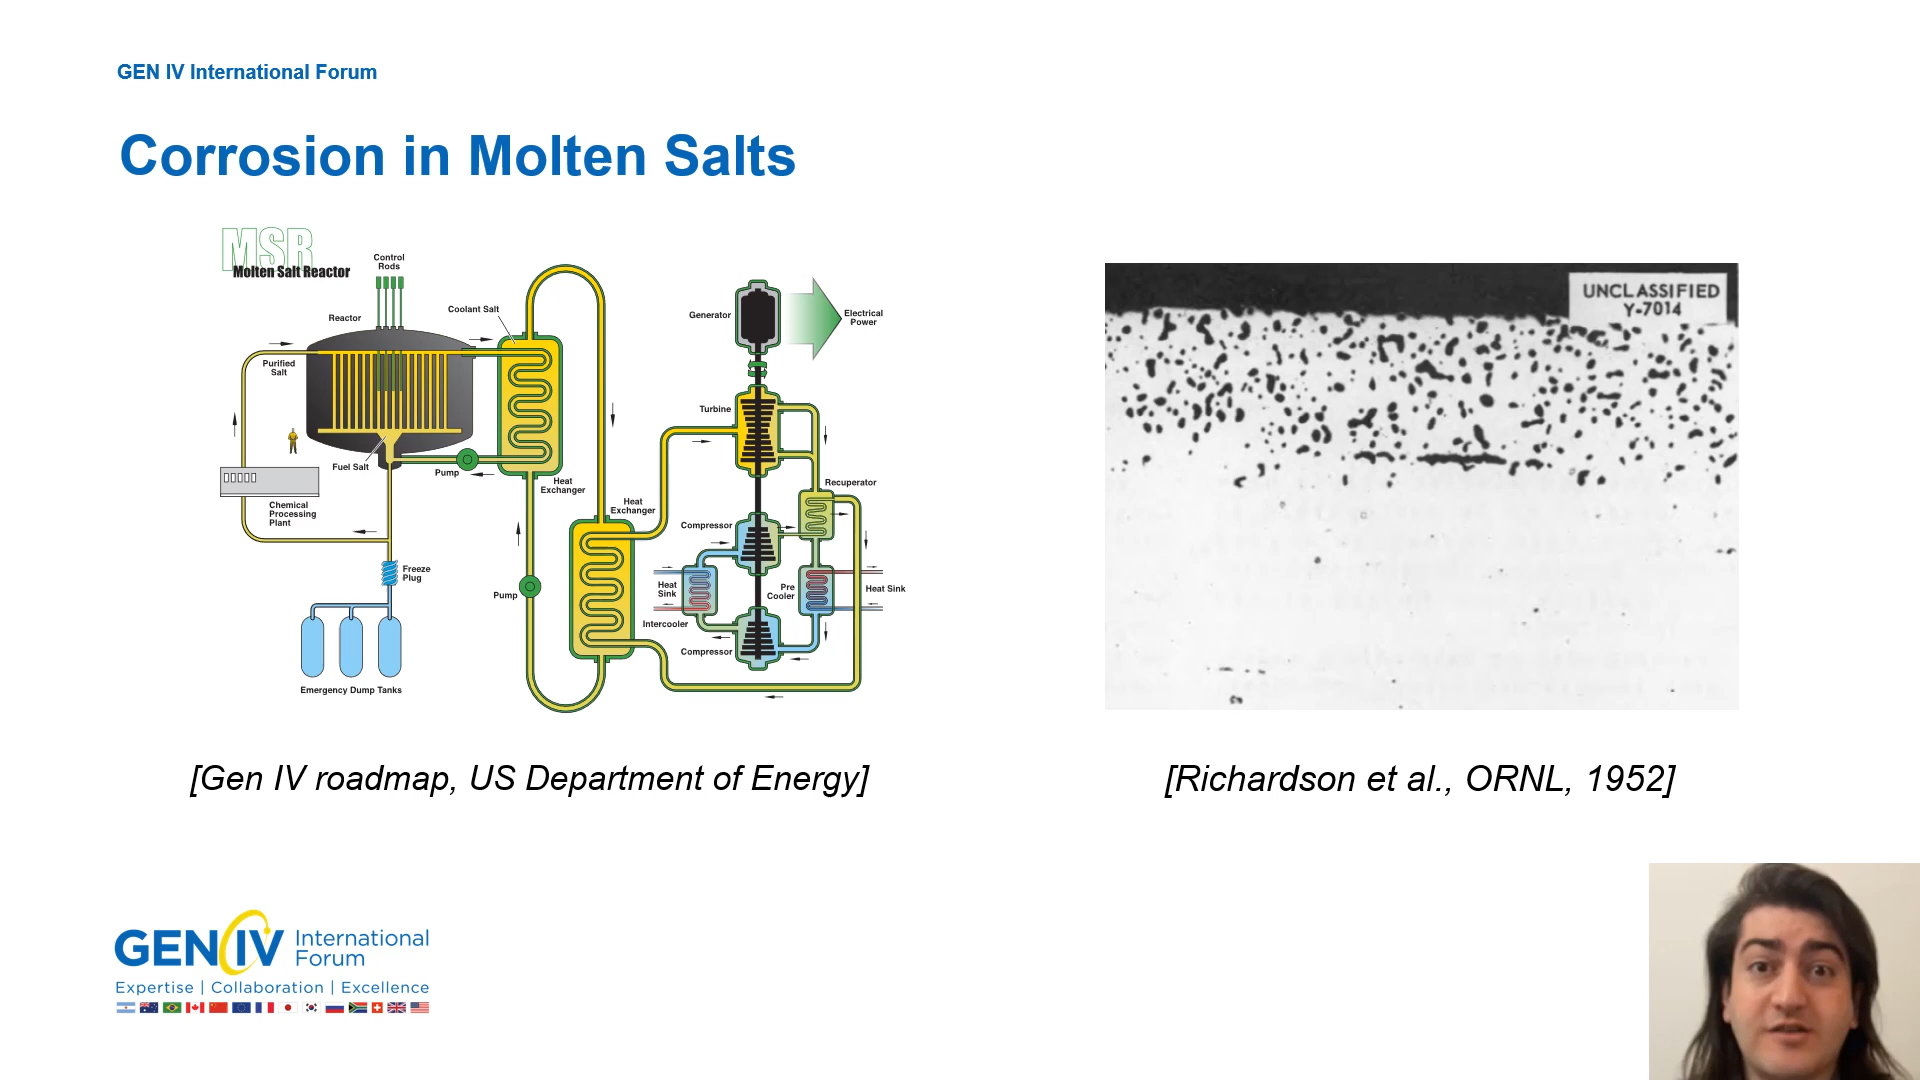 GEN IV International Forum
Corrosion in Molten Salts
MSR
Molten Salt Reactor
Control
Rods
Reactor
Coolant Salt
Purified
Salt
Fuel Salt
Pump
Heat
Exchanger
Chemical
Processing
Plant
Freeze
Plug
Emergency Dump Tanks
Pump
Heat
Exchanger
Generator
Electrical
Power
Turbine
Recuperator
Compressor
Heat
Sink
Pre
Cooler
Heat Sink
Intercooler
Compressor
UNCLASSIFIED
Y-7014
[Gen IV roadmap, US Department of Energy]
[Richardson et al., ORNL, 1952]
GEN IV International
Forum
Expertise | Collaboration | Excellence